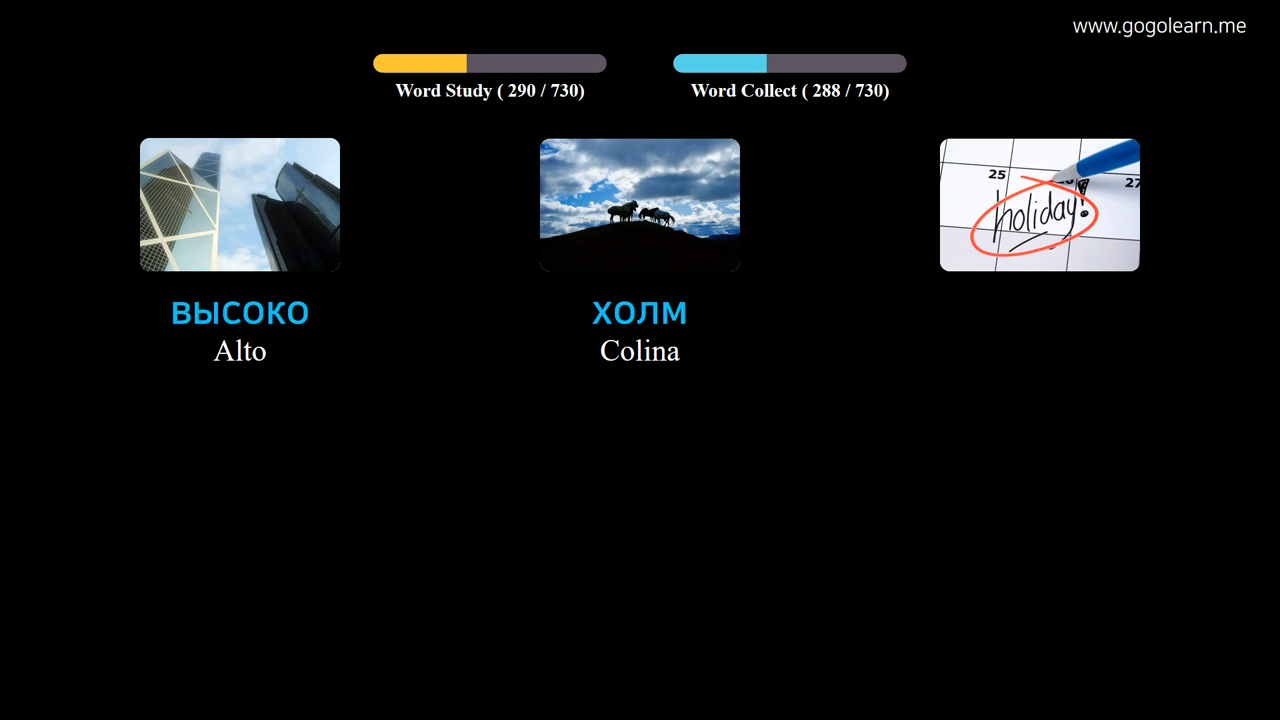 www.gogolearn.me
Word Study ( 290 / 730)
Word Collect ( 288 / 730)
25
27
holiday!
ВЫСОКО
Alto
ХОЛМ
Colina